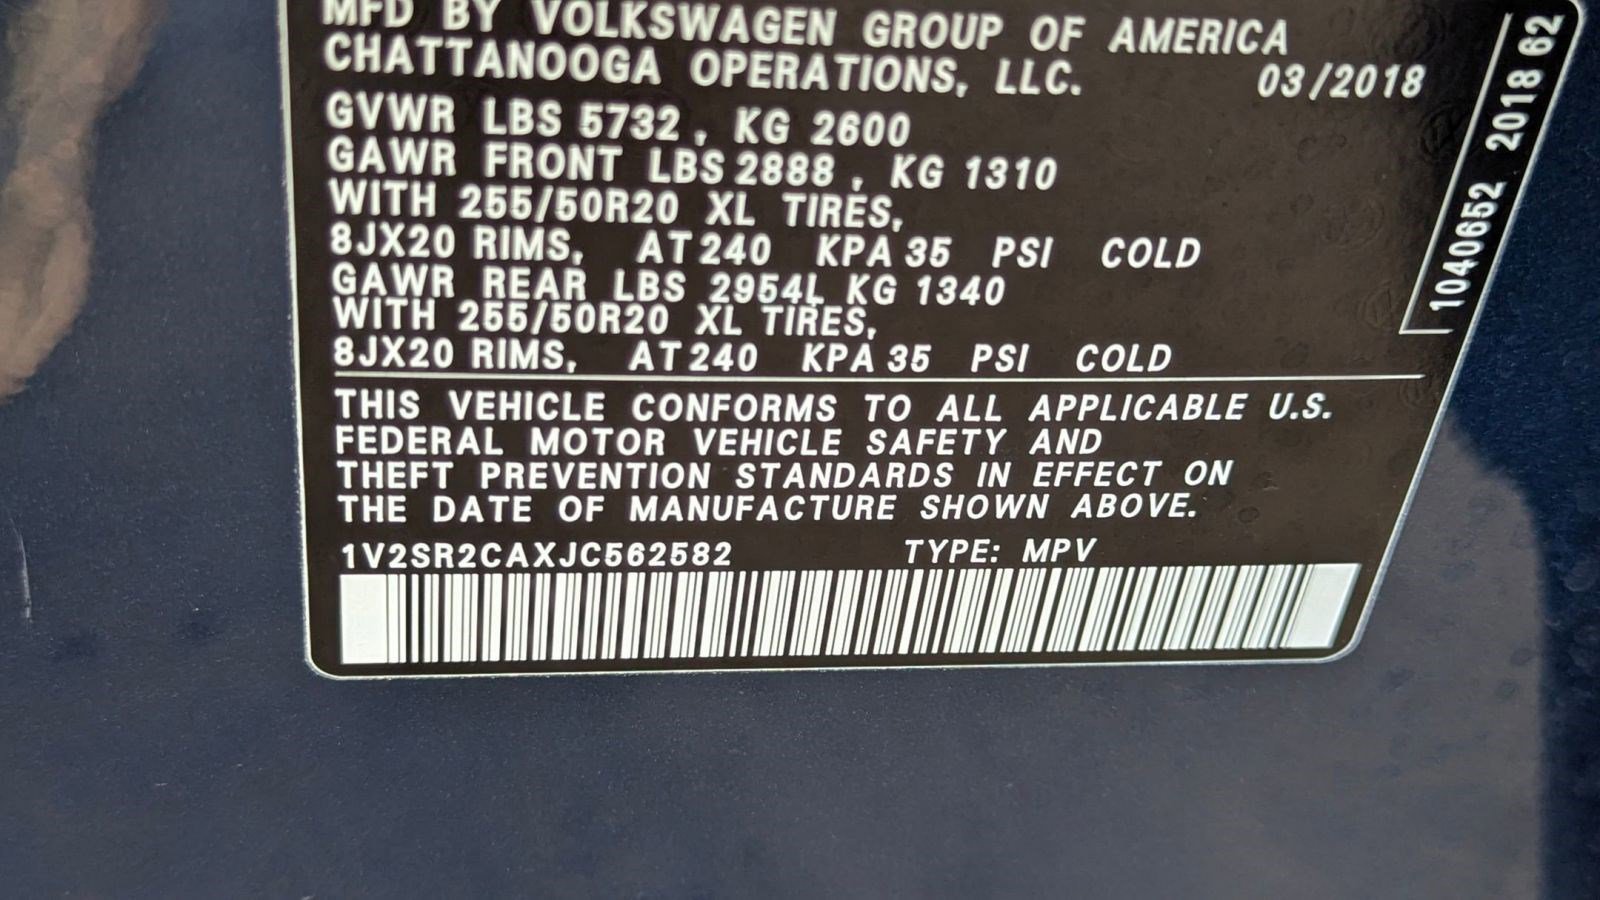 MFD BY VOLKSWAGEN GROUP OF AMERICA
CHATTANOOGA OPERATIONS, LLC. 03/2018
GVWR LBS 5732, KG 2600
GAWR FRONT LBS 2888, KG 1310
WITH 255/50R20 XL TIRES,
8JX20 RIMS, AT 240 KPA 35 PSI COLD
GAWR REAR LBS 2954L KG 1340
WITH 255/50R20 XL TIRES,
8JX20 RIMS, AT 240 KPA 35 PSI COLD
THIS VEHICLE CONFORMS TO ALL APPLICABLE U.S.
FEDERAL MOTOR VEHICLE SAFETY AND
THEFT PREVENTION STANDARDS IN EFFECT ON
THE DATE OF MANUFACTURE SHOWN ABOVE.
1V2SR2CAXJC562582 TYPE: MPV
1040652 2018 62